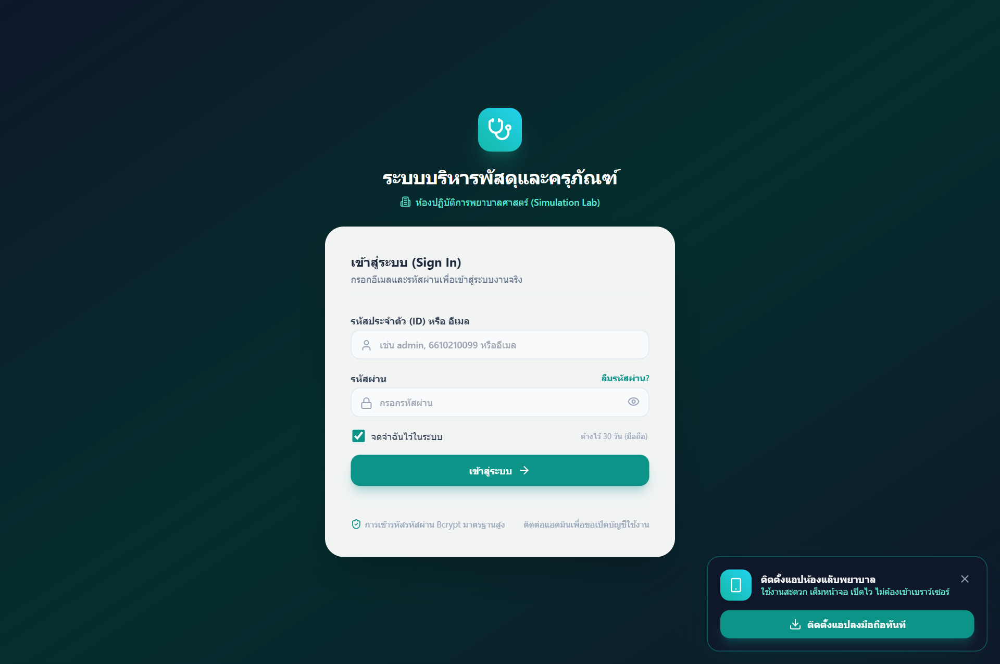 ระบบบริหารพัสดุและครุภัณฑ์
ห้องปฏิบัติการพยาบาลศาสตร์ (Simulation Lab)
เข้าสู่ระบบ (Sign In)
กรอกอีเมลและรหัสผ่านเพื่อเข้าสู่ระบบงานจริง
รหัสประจำตัว (ID) หรือ อีเมล
เช่น admin, 6610210099 หรืออีเมล
รหัสผ่าน
ลืมรหัสผ่าน?
กรอกรหัสผ่าน
จดจำฉันไว้ในระบบ
ค้างไว้ 30 วัน (มือถือ)
เข้าสู่ระบบ
การเข้ารหัสรหัสผ่าน Bcrypt มาตรฐานสูง
ติดต่อแอดมินเพื่อขอเปิดบัญชีใช้งาน
ติดตั้งแอปห้องแล็บพยาบาล
ใช้งานสะดวก เต็มหน้าจอ เปิดไว ไม่ต้องเข้าเบราว์เซอร์
ติดตั้งแอปลงมือถือทันที